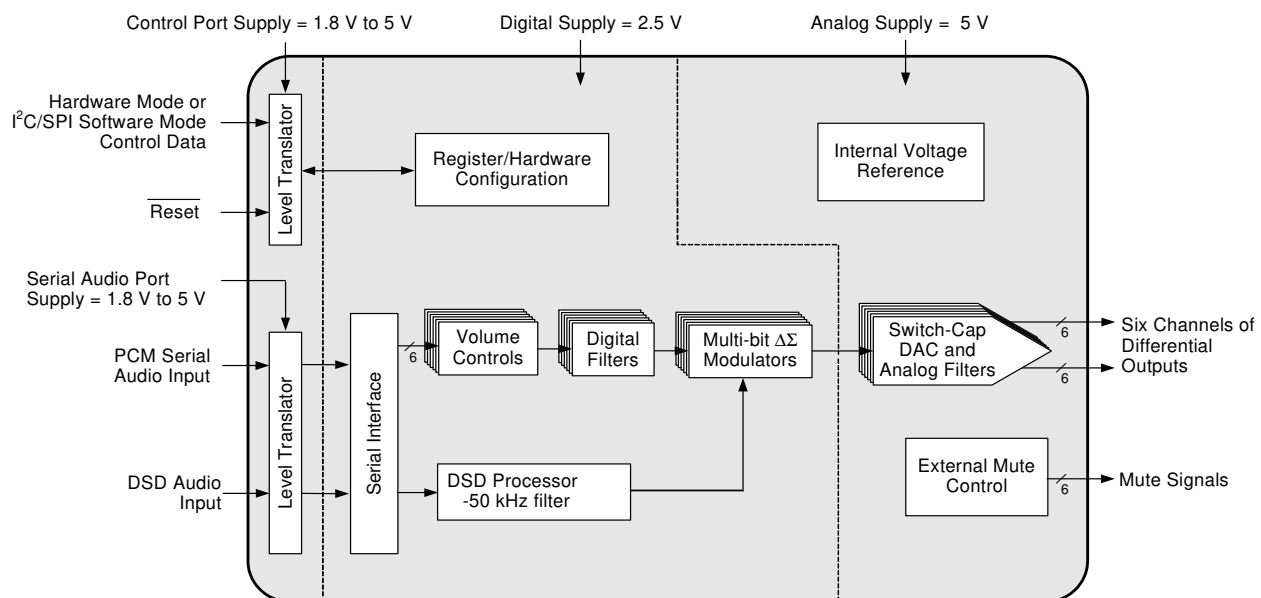 Control Port Supply = 1.8 V to 5 V
Digital Supply = 2.5 V
Analog Supply = 5 V
Hardware Mode or
I²C/SPI Software Mode
Control Data
Reset
Level Translator
Register/Hardware
Configuration
Internal Voltage
Reference
Serial Audio Port
Supply = 1.8 V to 5 V
PCM Serial
Audio Input
DSD Audio
Input
Level Translator
Serial Interface
6
Volume
Controls
Digital
Filters
Multi-bit ΔΣ
Modulators
DSD Processor
-50 kHz filter
Switch-Cap
DAC and
Analog Filters
6
6
Six Channels of
Differential
Outputs
External Mute
Control
6
Mute Signals